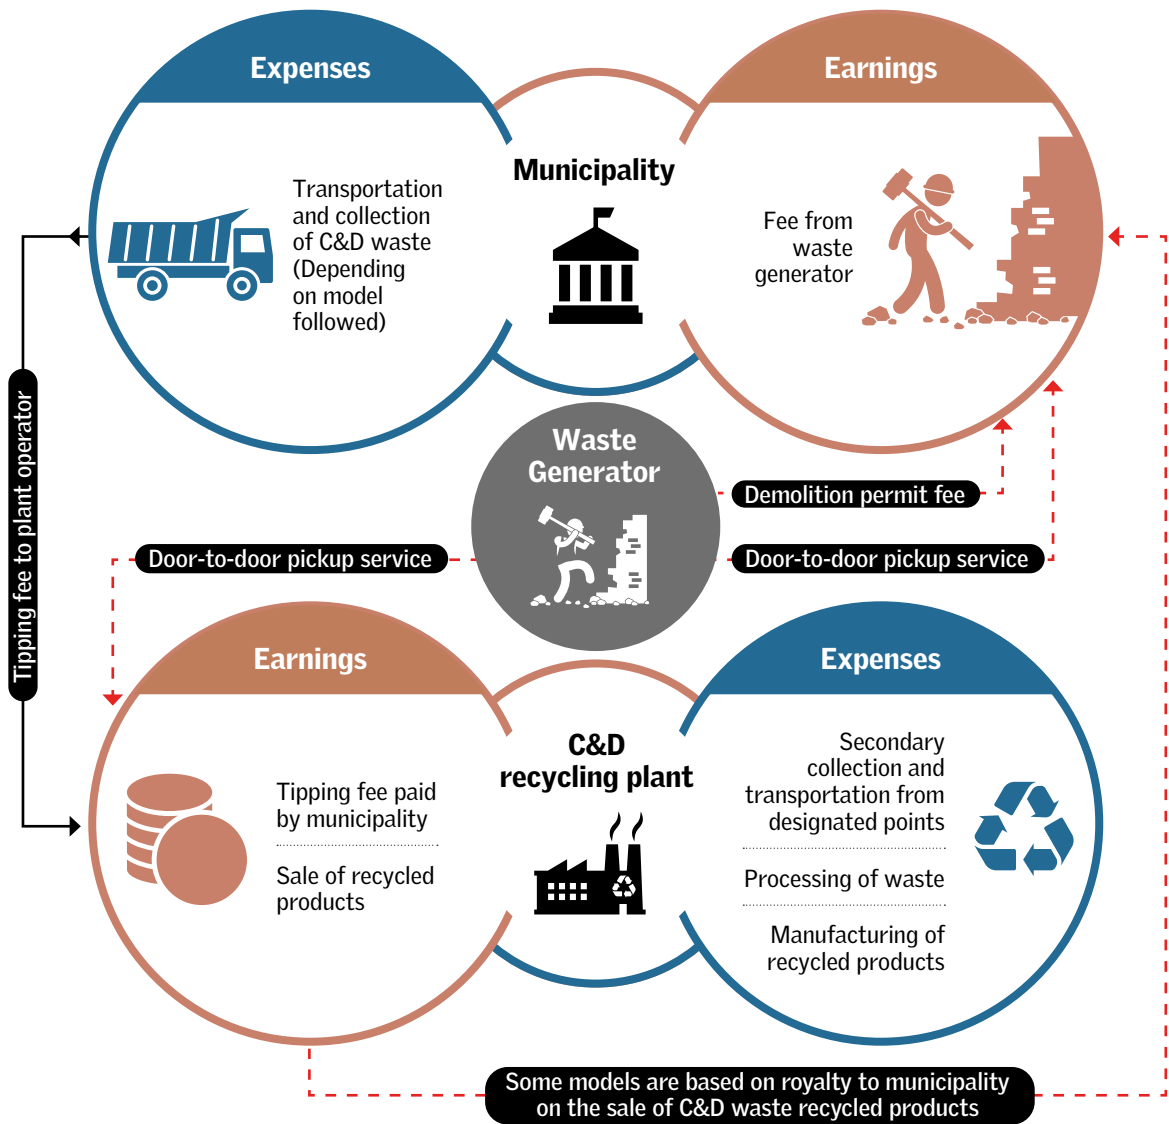 Expenses
Transportation
and collection
of C&D waste
(Depending
on model
followed)
Municipality
Earnings
Fee from
waste
generator
Tipping fee to plant operator
Waste
Generator
Demolition permit fee
Door-to-door pickup service
Door-to-door pickup service
Earnings
Tipping fee paid
by municipality
Sale of recycled
products
C&D
recycling plant
Expenses
Secondary
collection and
transportation from
designated points
Processing of waste
Manufacturing of
recycled products
Some models are based on royalty to municipality
on the sale of C&D waste recycled products